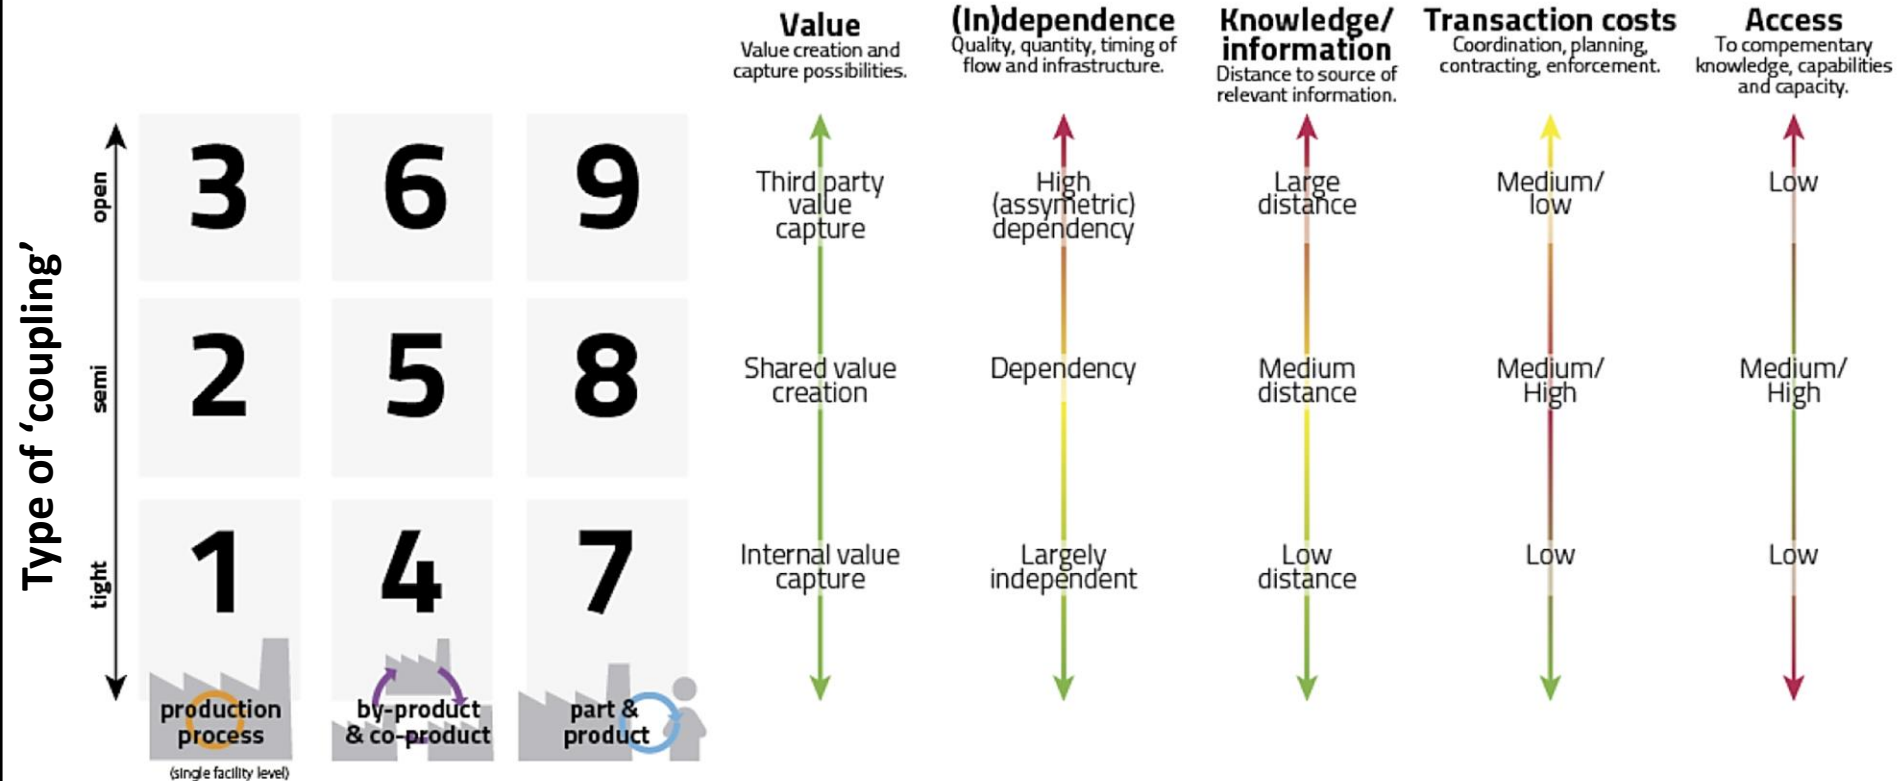 Value
Value creation and
capture possibilities.
(In)dependence
Quality, quantity, timing of
flow and infrastructure.
Knowledge/
information
Distance to source of
relevant information.
Transaction costs
Coordination, planning,
contracting, enforcement.
Access
To compementary
knowledge, capabilities
and capacity.
Type of ‘coupling’
open
3
6
9
Third party
value
capture
High
(assymetric)
dependency
Large
distance
Medium/
low
Low
semi
2
5
8
Shared value
creation
Dependency
Medium
distance
Medium/
High
Medium/
High
tight
1
4
7
Internal value
capture
Largely
independent
Low
distance
Low
Low
production
process
(single facility level)
by-product
& co-product
part &
product